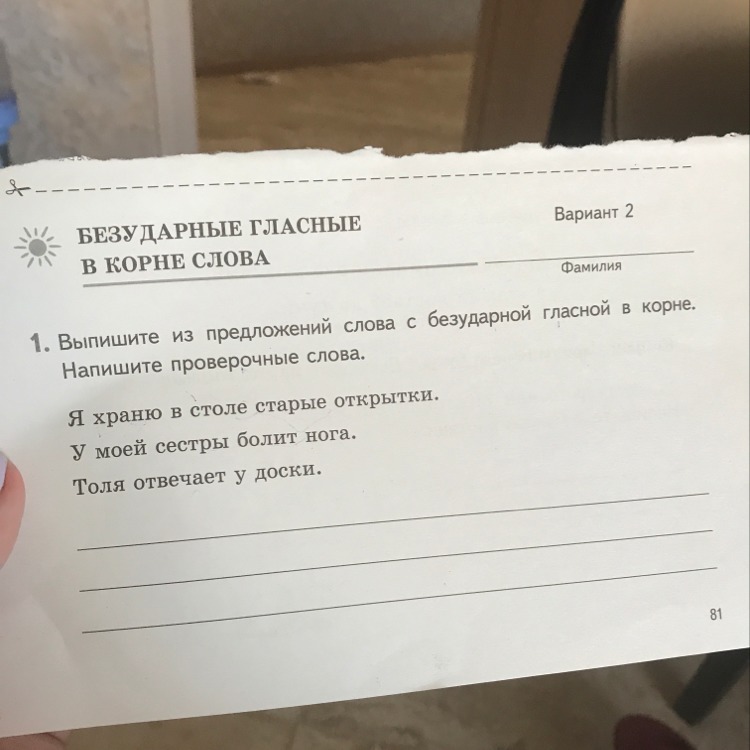 БЕЗУДАРНЫЕ ГЛАСНЫЕ
В КОРНЕ СЛОВА
Вариант 2
Фамилия
1. Выпишите из предложений слова с безударной гласной в корне.
Напишите проверочные слова.
Я храню в столе старые открытки.
У моей сестры болит нога.
Толя отвечает у доски.
81